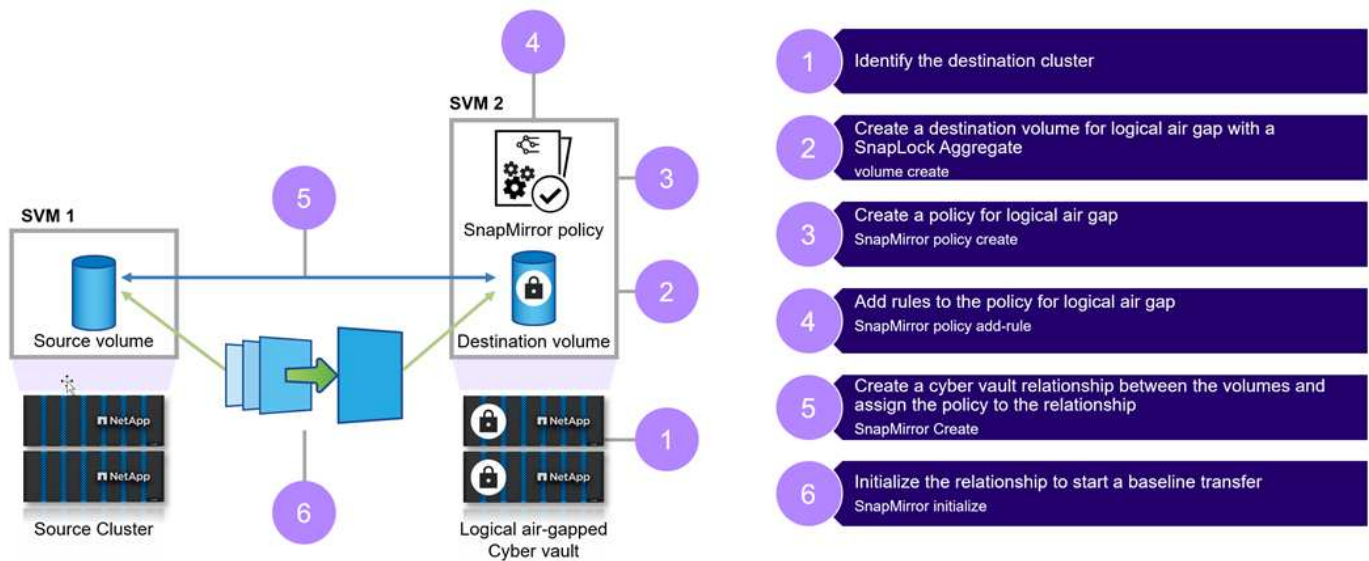 4
SVM 2
3
5
SVM 1
SnapMirror policy
2
Source volume
Destination volume
NetApp
NetApp
1
NetApp
NetApp
6
Source Cluster
Logical air-gapped
Cyber vault
1
Identify the destination cluster
2
Create a destination volume for logical air gap with a
SnapLock Aggregate
volume create
3
Create a policy for logical air gap
SnapMirror policy create
4
Add rules to the policy for logical air gap
SnapMirror policy add-rule
5
Create a cyber vault relationship between the volumes and
assign the policy to the relationship
SnapMirror Create
6
Initialize the relationship to start a baseline transfer
SnapMirror initialize